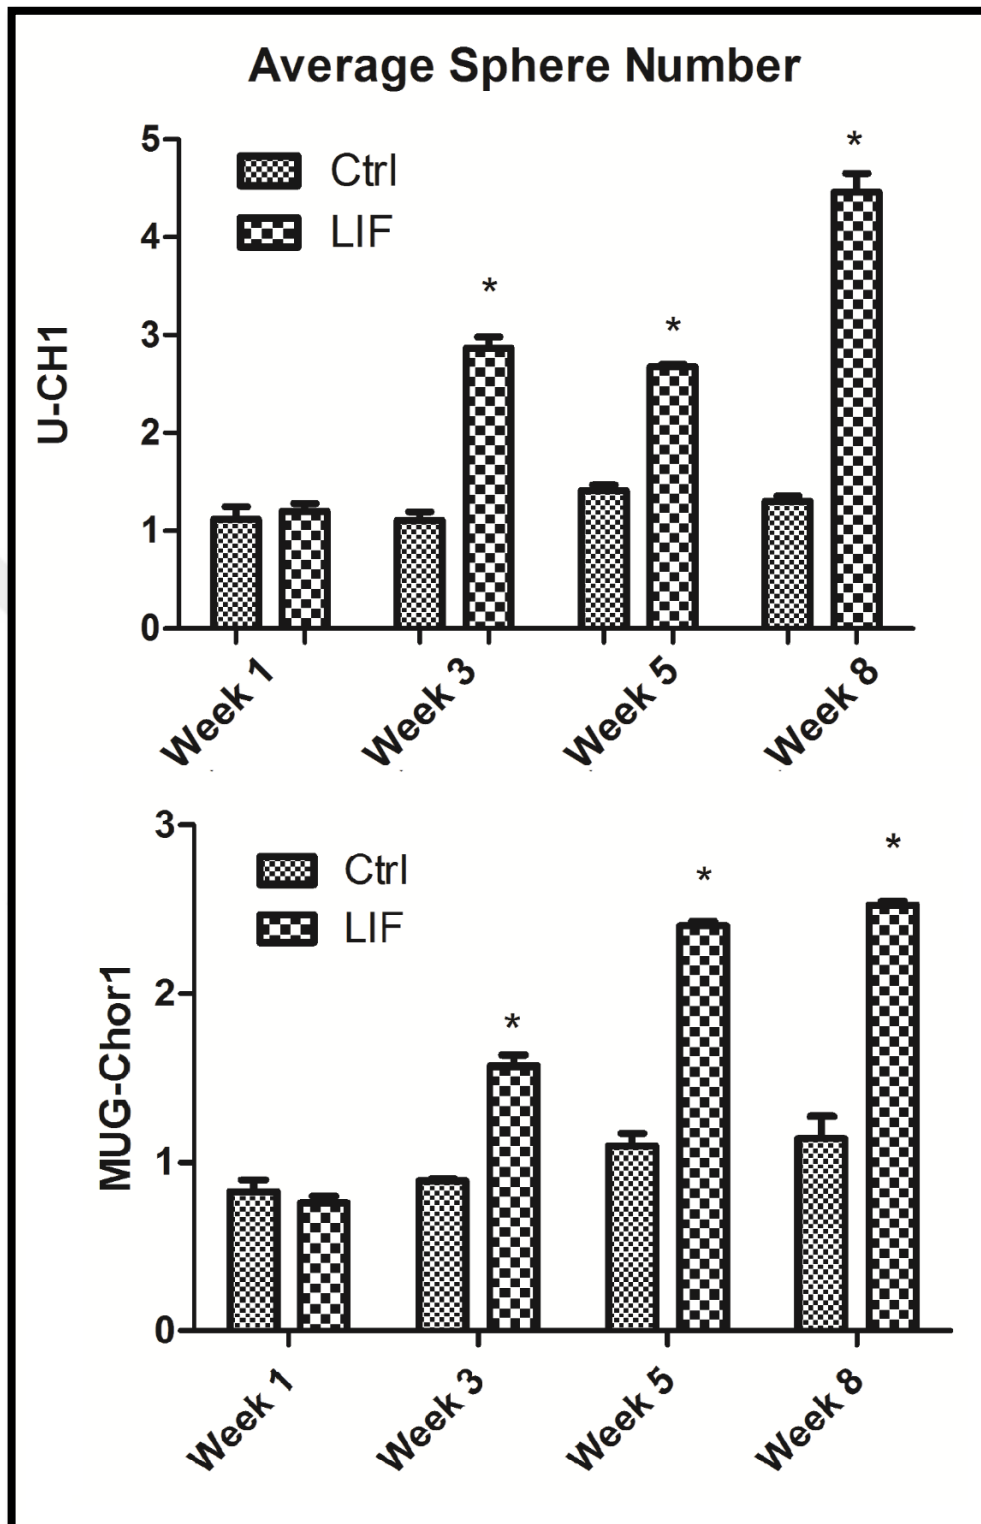 Average Sphere Number
U-CH1
5
4
3
2
1
0
Ctrl
LIF
*
*
*
Week 1
Week 3
Week 5
Week 8
MUG-Chor1
3
2
1
0
Ctrl
LIF
*
*
*
Week 1
Week 3
Week 5
Week 8